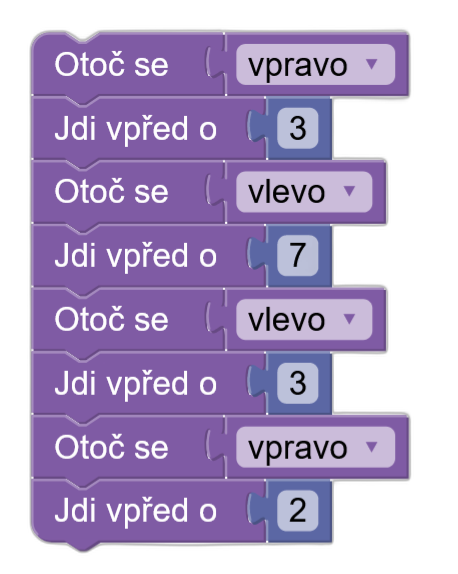 Otoč se vpravo
Jdi vpřed o 3
Otoč se vlevo
Jdi vpřed o 7
Otoč se vlevo
Jdi vpřed o 3
Otoč se vpravo
Jdi vpřed o 2